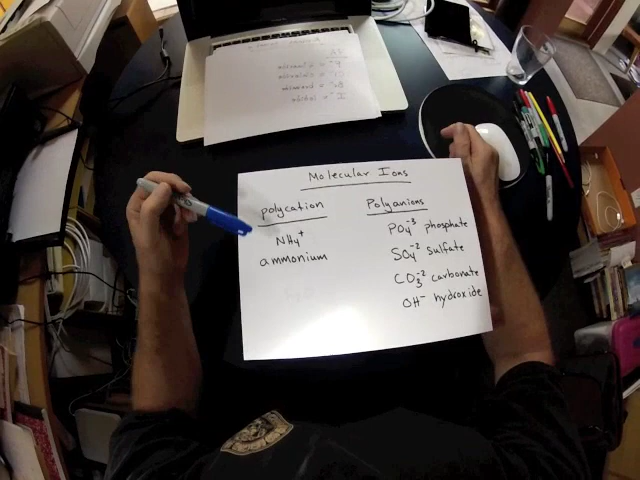 Molecular Ions
polycation
NH₄⁺
ammonium
Polyanions
PO₄⁻³ phosphate
SO₄⁻² sulfate
CO₃⁻² carbonate
OH⁻ hydroxide